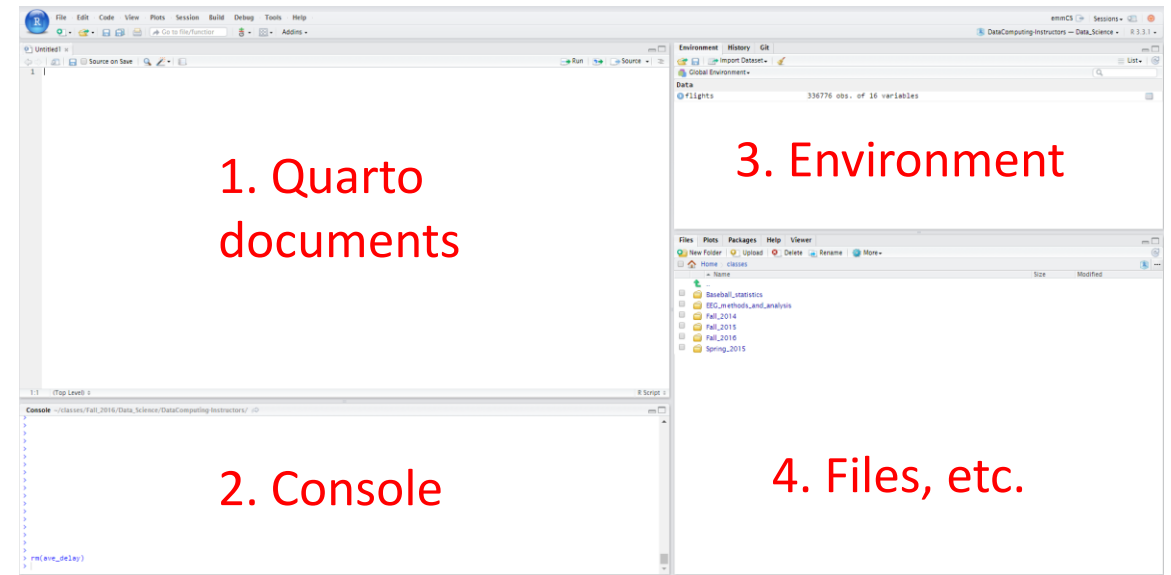 File Edit Code View Plots Session Build Debug Tools Help
emmCS Sessions
Go to file/function Addins
DataComputing-Instructors — Data_Science R 3.3.1
Untitled1 ×
Source on Save Run Source
1
1. Quarto
documents
1:1 (Top Level) R Script
Console ~/classes/Fall_2016/Data_Science/DataComputing-Instructors/
>
>
>
>
>
>
>
>
>
>
>
>
>
>
> rm(ave_delay)
>
2. Console
Environment History Git
Import Dataset List
Global Environment
Data
flights 336776 obs. of 16 variables
3. Environment
Files Plots Packages Help Viewer
New Folder Upload Delete Rename More
Home classes
Name Size Modified
..
Baseball_statistics
EEG_methods_and_analysis
Fall_2014
Fall_2015
Fall_2016
Spring_2015
4. Files, etc.